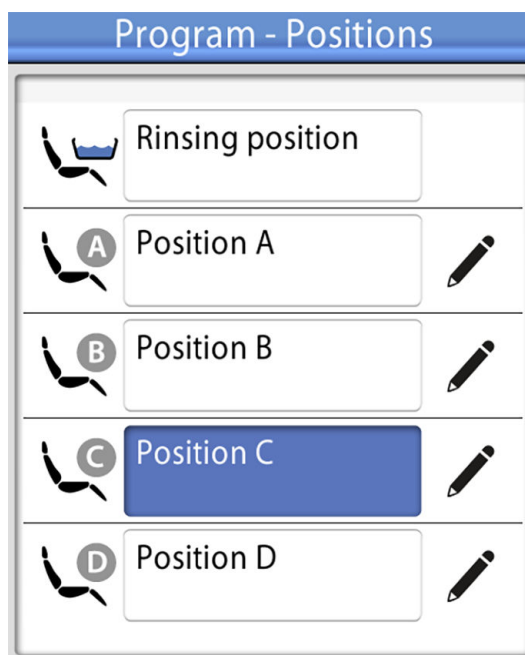 Program - Positions
Rinsing position
A Position A
B Position B
C Position C
D Position D